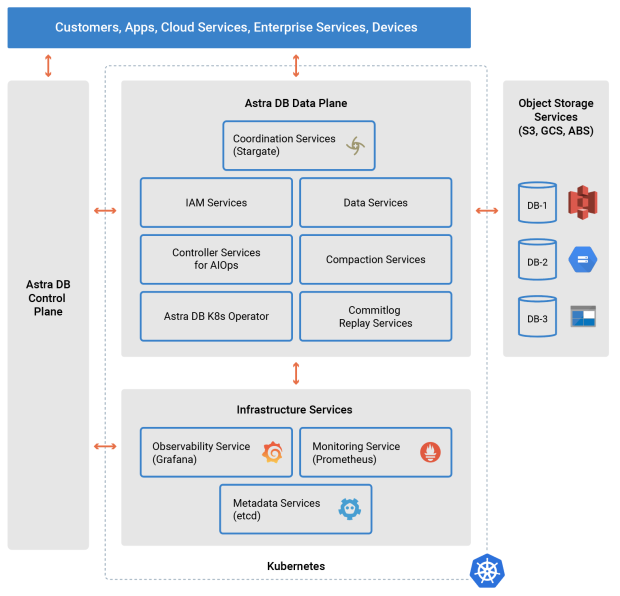 Customers, Apps, Cloud Services, Enterprise Services, Devices
Astra DB
Control
Plane
Astra DB Data Plane
Coordination Services
(Stargate)
IAM Services
Data Services
Controller Services
for AIOps
Compaction Services
Astra DB K8s Operator
Commitlog
Replay Services
Object Storage
Services
(S3, GCS, ABS)
DB-1
DB-2
DB-3
Infrastructure Services
Observability Service
(Grafana)
Monitoring Service
(Prometheus)
Metadata Services
(etcd)
Kubernetes